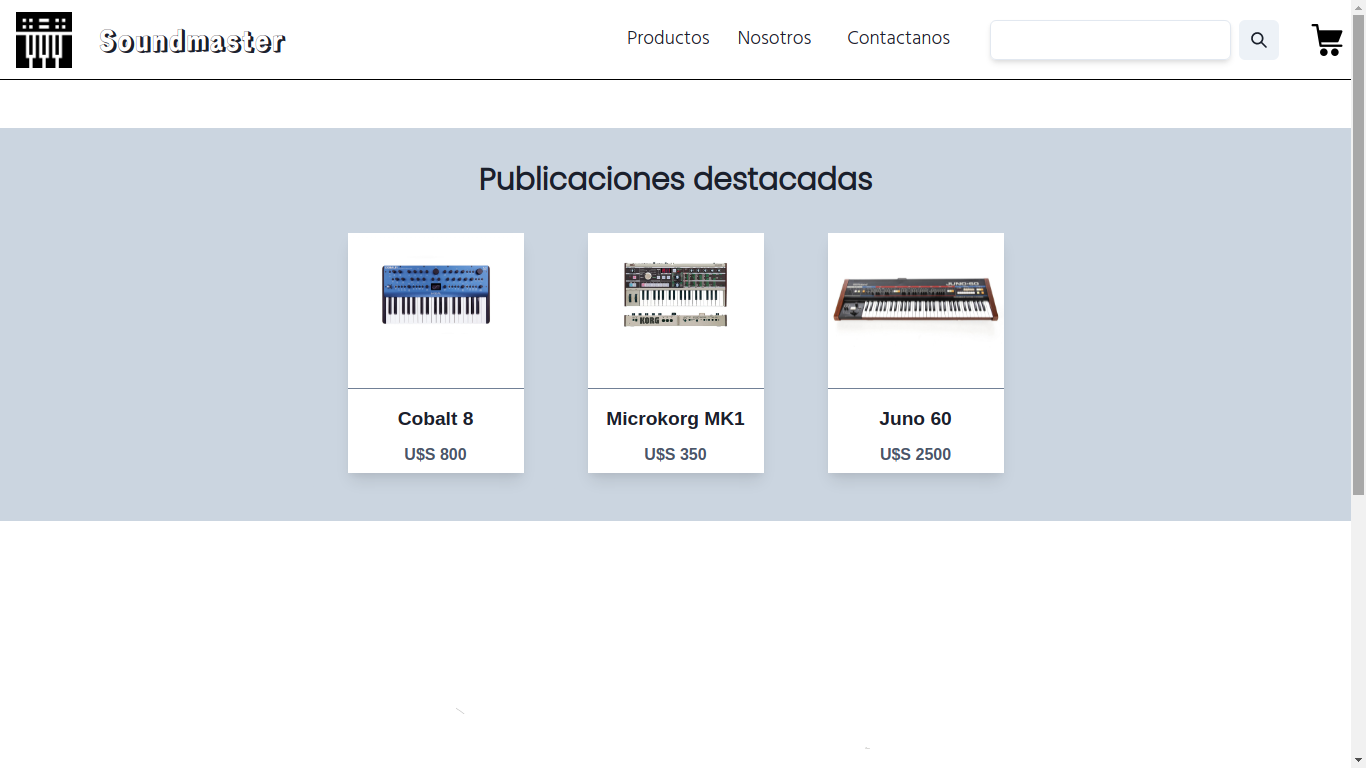 Soundmaster
Productos Nosotros Contactanos
Publicaciones destacadas
KORG
JUNO-60
Cobalt 8
Microkorg MK1
Juno 60
U$S 800
U$S 350
U$S 2500